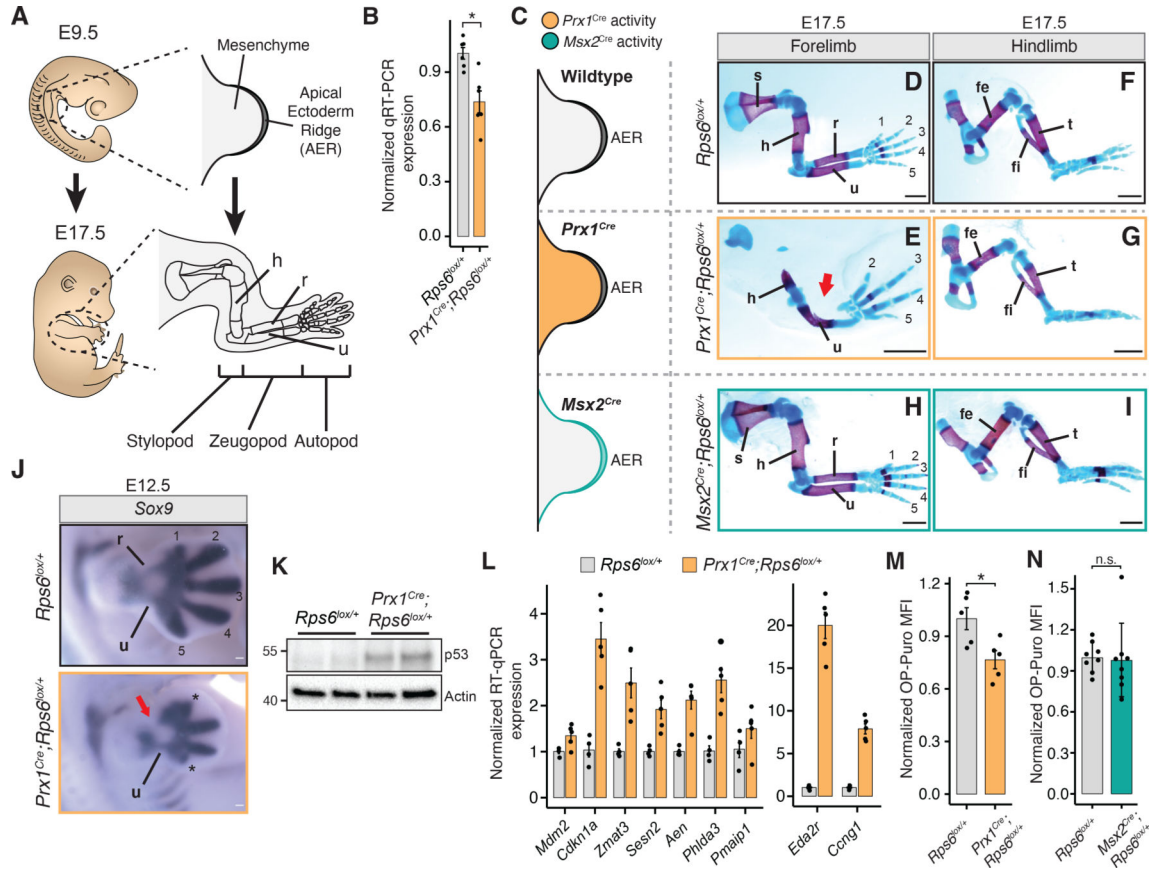 A
E9.5
Mesenchyme
Apical
Ectoderm
Ridge
(AER)
E17.5
h
r
u
Stylopod Zeugopod Autopod
B
*
Normalized qRT-PCR
expression
0.9
0.6
0.3
0.0
Rps6lox/+
Prx1Cre;Rps6lox/+
C
Prx1Cre activity
Msx2Cre activity
Wildtype
AER
Prx1Cre
AER
Msx2Cre
AER
E17.5
Forelimb
E17.5
Hindlimb
Rps6lox/+
D
s
h
r
u
1
2
3
4
5
F
fe
t
fi
Prx1Cre;Rps6lox/+
E
h
u
2
3
4
5
G
fe
t
fi
Msx2Cre;Rps6lox/+
H
s
h
r
u
1
2
3
4
5
I
fe
t
fi
J
E12.5
Sox9
Rps6lox/+
r
u
1
2
3
4
5
Prx1Cre;Rps6lox/+
u
*
*
K
Rps6lox/+
Prx1Cre;
Rps6lox/+
55
40
p53
Actin
L
Rps6lox/+
Prx1Cre;Rps6lox/+
Normalized RT-qPCR
expression
4
3
2
1
0
Mdm2
Cdkn1a
Zmat3
Sesn2
Aen
Phlda3
Pmaip1
20
15
10
5
0
Eda2r
Ccng1
M
*
Normalized OP-Puro MFI
1.2
0.9
0.6
0.3
0.0
Rps6lox/+
Prx1Cre;
Rps6lox/+
N
n.s.
Normalized OP-Puro MFI
1.5
1.2
0.9
0.6
0.3
0.0
Rps6lox/+
Msx2Cre;
Rps6lox/+